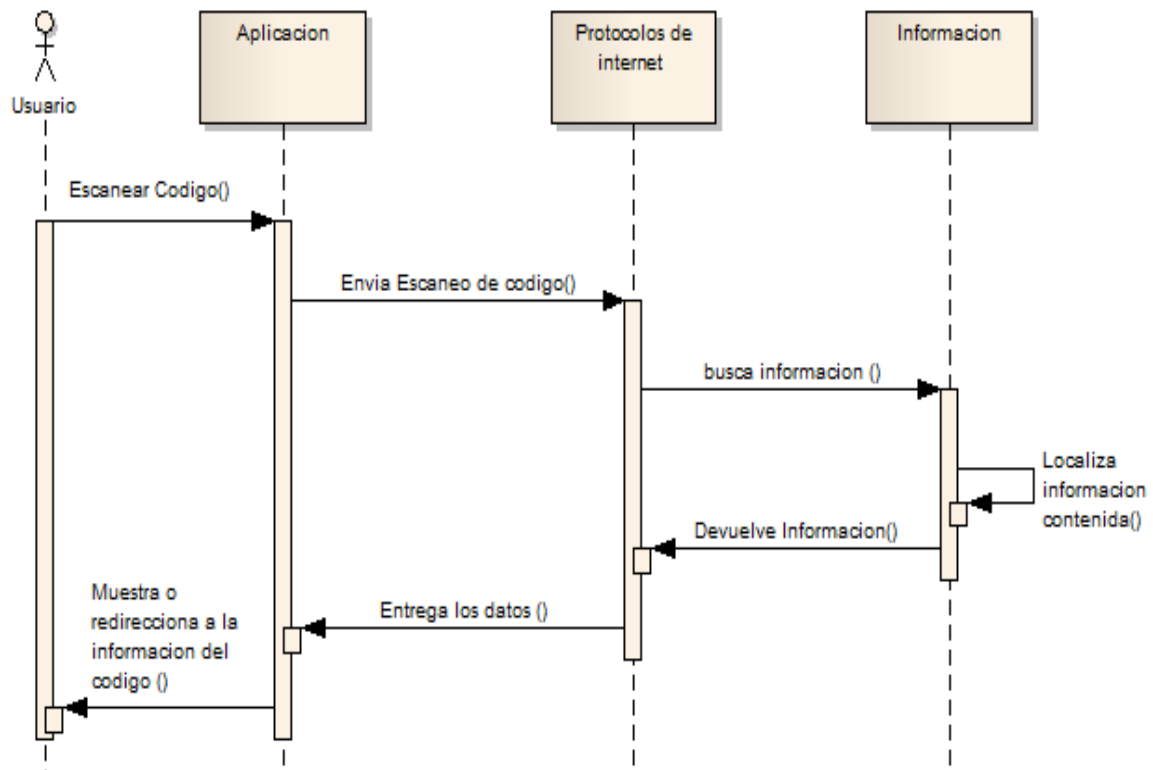 Usuario
Aplicacion
Protocolos de
internet
Informacion
Escanear Codigo()
Envia Escaneo de codigo()
busca informacion ()
Localiza
informacion
contenida()
Devuelve Informacion()
Entrega los datos ()
Muestra o
redirecciona a la
informacion del
codigo ()